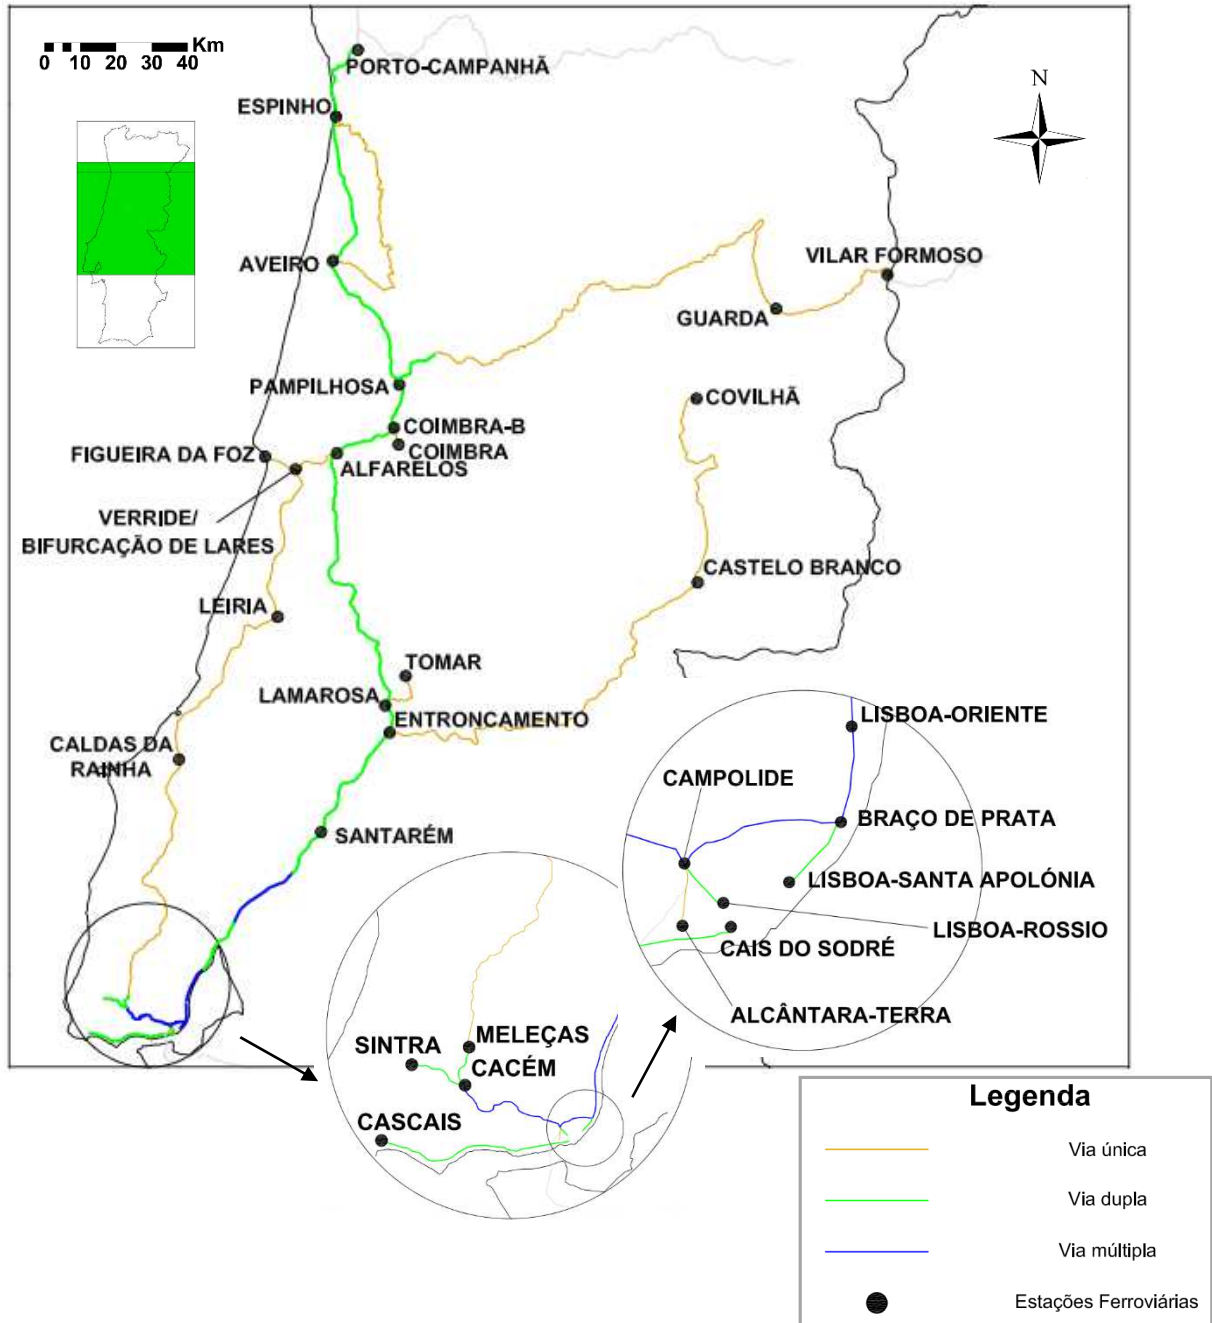 Km
0 10 20 30 40
N
PORTO-CAMPANHÃ
ESPINHO
AVEIRO
VILAR FORMOSO
GUARDA
PAMPILHOSA
COVILHÃ
COIMBRA-B
COIMBRA
FIGUEIRA DA FOZ
ALFARELOS
VERRIDE/
BIFURCAÇÃO DE LARES
CASTELO BRANCO
LEIRIA
TOMAR
LAMAROSA
ENTRONCAMENTO
CALDAS DA
RAINHA
SANTARÉM
LISBOA-ORIENTE
CAMPOLIDE
BRAÇO DE PRATA
LISBOA-SANTA APOLÓNIA
LISBOA-ROSSIO
CAIS DO SODRÉ
ALCÂNTARA-TERRA
MELEÇAS
SINTRA
CACÉM
CASCAIS
Legenda
Via única
Via dupla
Via múltipla
Estações Ferroviárias